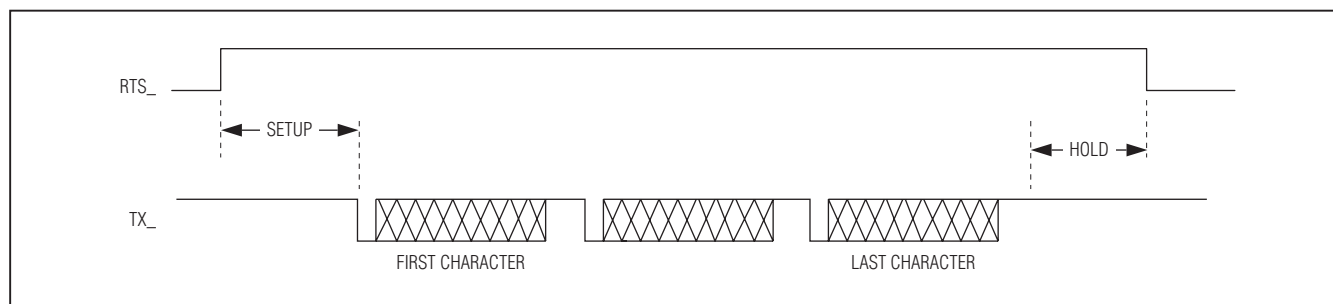 RTS_
SETUP
HOLD
TX_
FIRST CHARACTER
LAST CHARACTER